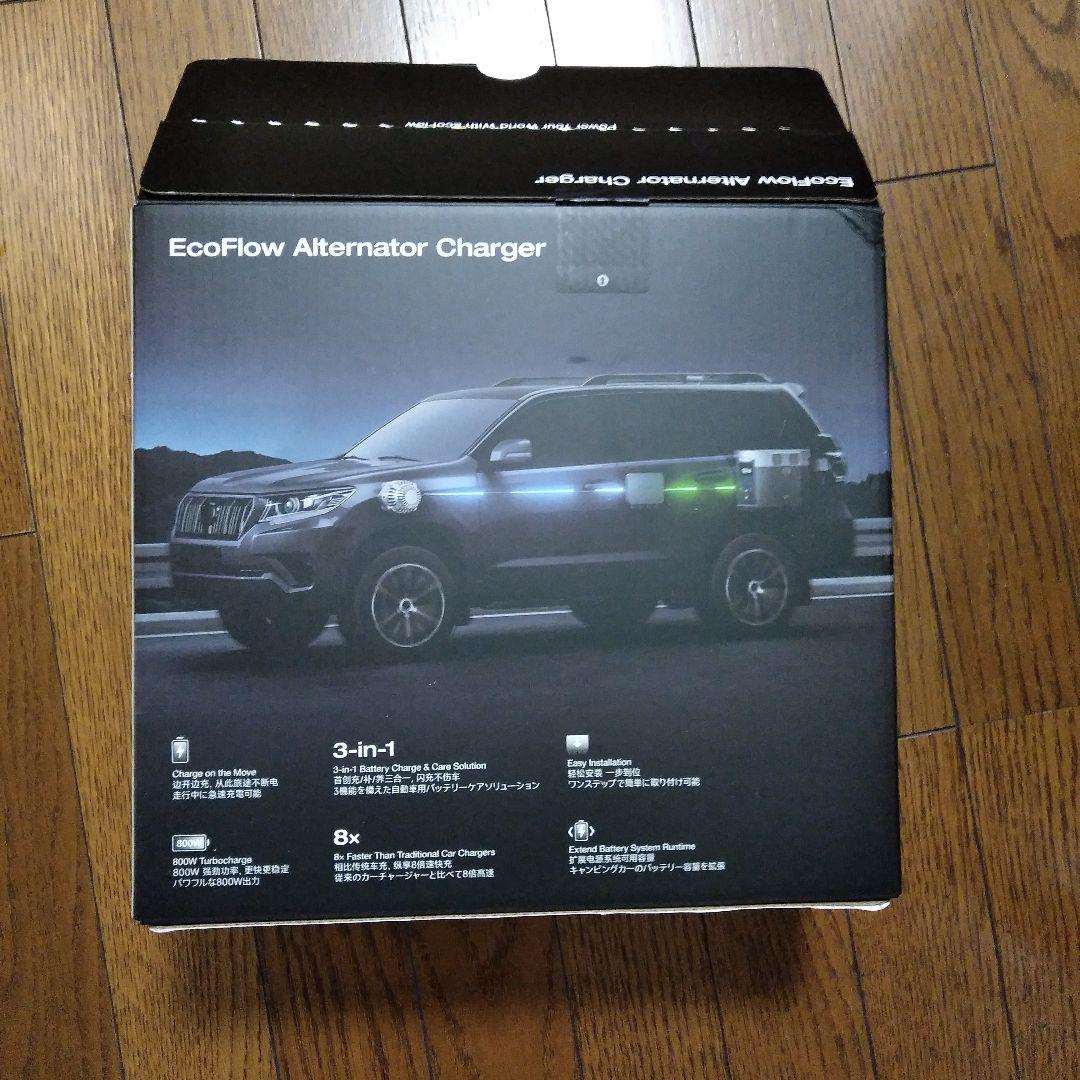 Power Your World With EcoFlow
EcoFlow Alternator Charger
EcoFlow Alternator Charger
Charge on the Move
边开边充, 从此旅途不断电
走行中に急速充電可能
3-in-1
3-in-1 Battery Charge & Care Solution
首创充/补/养三合一, 闪充不伤车
3機能を備えた自動車用バッテリーケアソリューション
Easy Installation
轻松安装 一步到位
ワンステップで簡単に取り付け可能
800W
800W Turbocharge
800W 强劲功率, 更快更稳定
パワフルな800W出力
8x
8x Faster Than Traditional Car Chargers
相比传统车充, 纵享8倍速快充
従来のカーチャージャーと比べて8倍高速
Extend Battery System Runtime
扩展电源系统可用容量
キャンピングカーのバッテリー容量を拡張